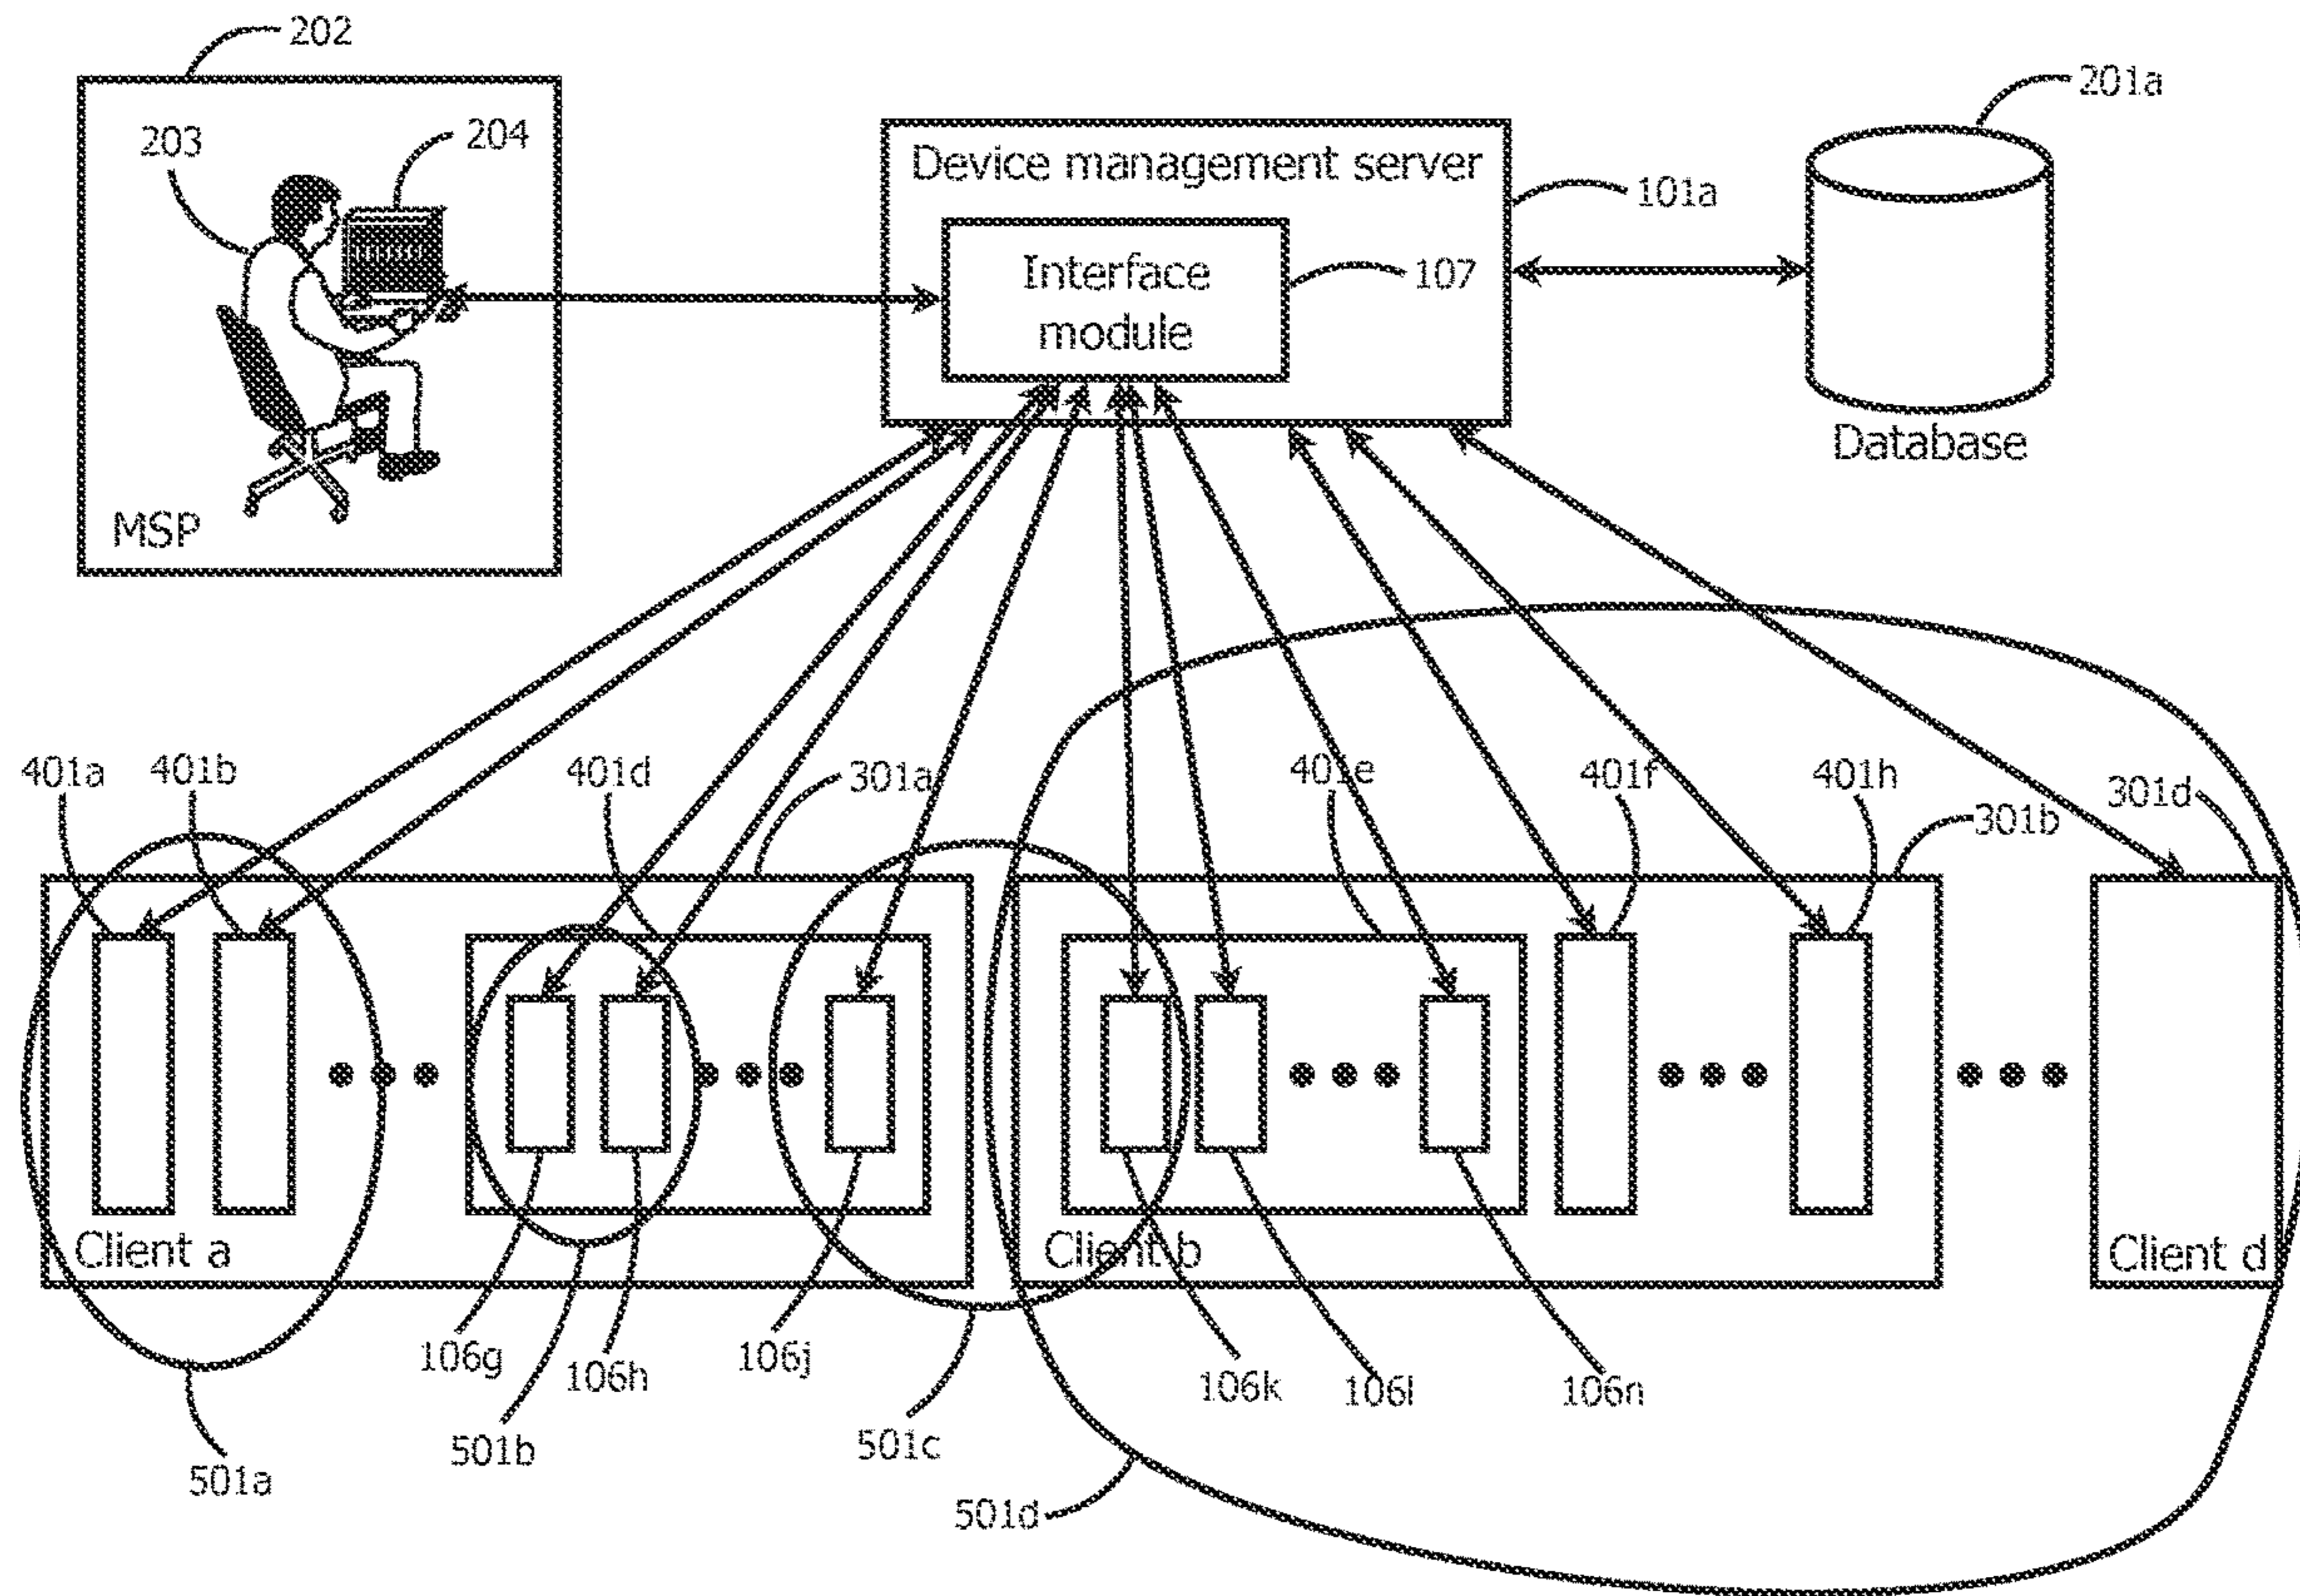 202
201a
203
204
Device management server
101a
Interface
module
107
Database
MSP
401a
401b
401d
301a
401e
401f
401h
301b
301d
Client a
Client b
Client d
106g
106h
106j
106k
106l
106n
501a
501b
501c
501d